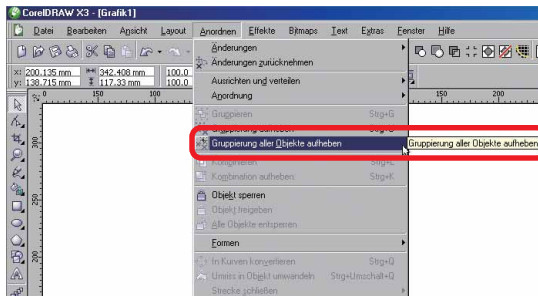 CorelDRAW X3 - [Grafik1]
Datei Bearbeiten Ansicht Layout Anordnen Effekte Bitmaps Text Extras Fenster Hilfe
x: 200.135 mm 342.408 mm 100.0
y: 138.715 mm 117.33 mm 100.0
50 100 150 200
300
250
200
Änderungen
Änderungen zurücknehmen
Ausrichten und verteilen
Anordnung
Gruppieren Strg+G
Gruppierung aufheben
Gruppierung aller Objekte aufheben
Gruppierung aller Objekte aufheben
Kombinieren Strg+L
Kombination aufheben Strg+K
Objekt sperren
Objekt freigeben
Alle Objekte entsperren
Formen
In Kurven konvertieren Strg+Q
Umriss in Objekt umwandeln Strg+Umschalt+Q
Strecke schließen